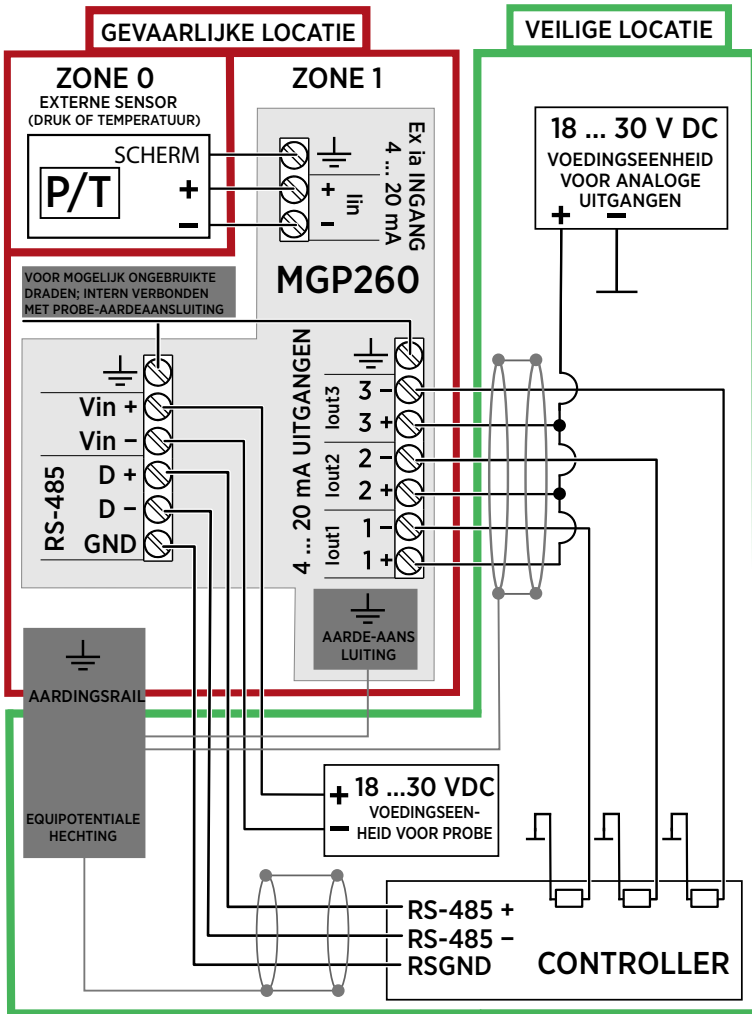 GEVAARLIJKE LOCATIE
VEILIGE LOCATIE
ZONE 0
EXTERNE SENSOR
(DRUK OF TEMPERATUUR)
SCHERM
P/T
+
−
ZONE 1
+
−
Iin
Ex ia INGANG
4 ... 20 mA
MGP260
18 ... 30 V DC
VOEDINGSEENHEID
VOOR ANALOGE
UITGANGEN
+ −
VOOR MOGELIJK ONGEBRUIKTE
DRADEN; INTERN VERBONDEN
MET PROBE-AARDEAANSLUITING
Vin +
Vin −
RS-485
D +
D −
GND
4 ... 20 mA UITGANGEN
Iout3
3 −
3 +
Iout2
2 −
2 +
Iout1
1 −
1 +
AARDE-AANS
LUITING
AARDINGSRAIL
EQUIPOTENTIALE
HECHTING
+ 18 ...30 VDC
− VOEDINGSEEN-
HEID VOOR PROBE
RS-485 +
RS-485 −
RSGND
CONTROLLER